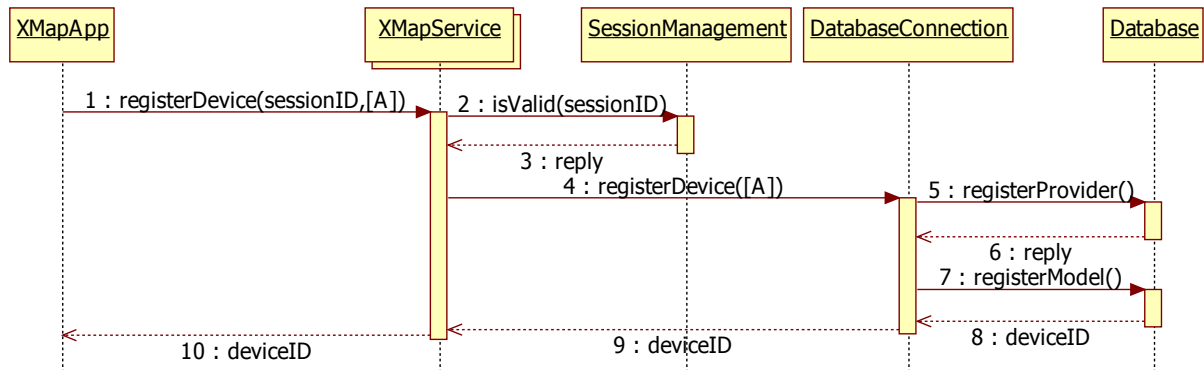 XMapApp
XMapService
SessionManagement
DatabaseConnection
Database
1 : registerDevice(sessionID,[A])
2 : isValid(sessionID)
3 : reply
4 : registerDevice([A])
5 : registerProvider()
6 : reply
7 : registerModel()
8 : deviceID
9 : deviceID
10 : deviceID